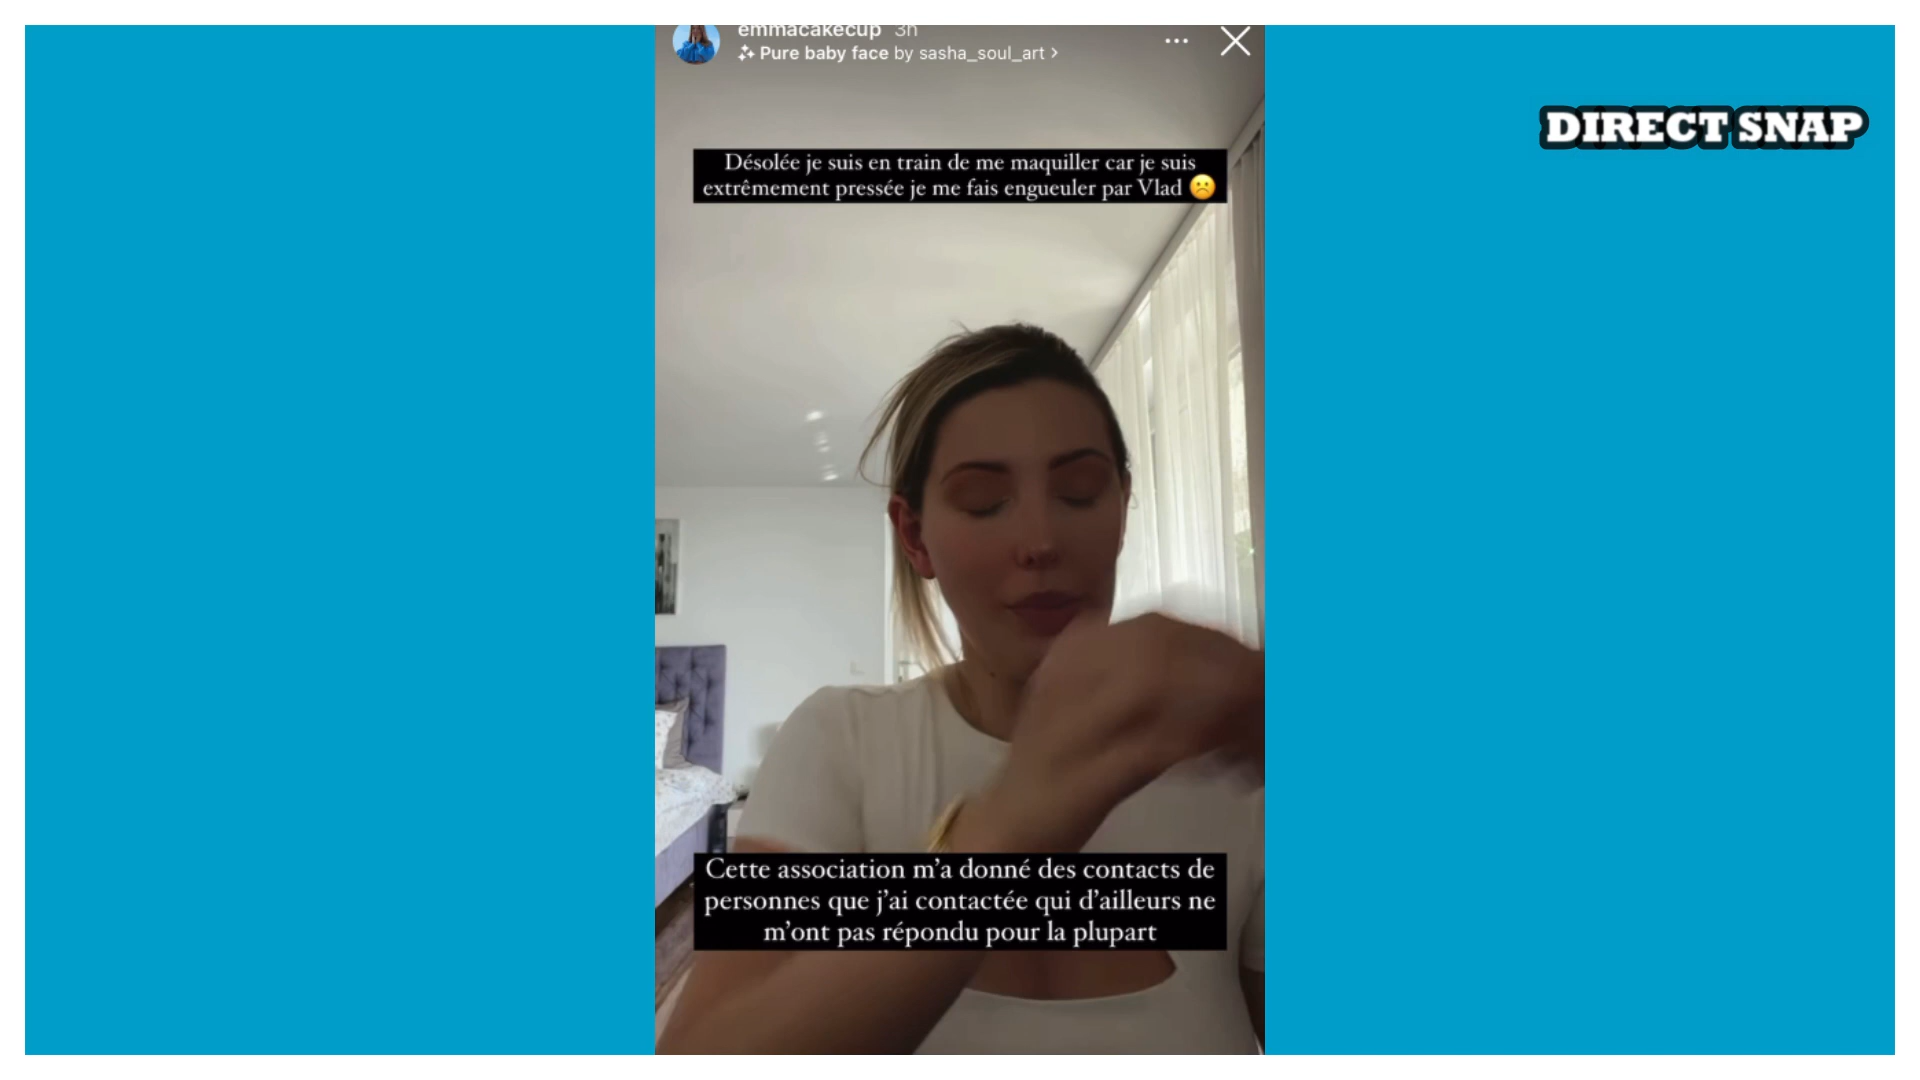 emmacakecup 3h
Pure baby face by sasha_soul_art >
DIRECT SNAP
Désolée je suis en train de me maquiller car je suis
extrêmement pressée je me fais engueuler par Vlad ☹️
Cette association m'a donné des contacts de
personnes que j'ai contactée qui d'ailleurs ne
m'ont pas répondu pour la plupart